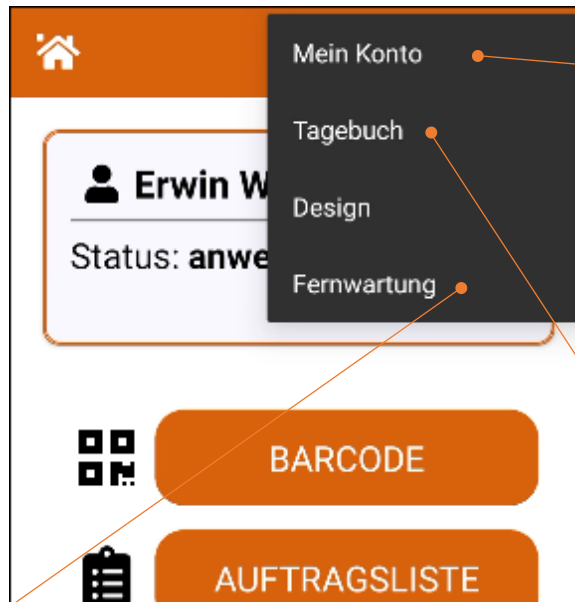 Mein Konto
Tagebuch
Design
Fernwartung
Erwin W
Status: anwe
BARCODE
AUFTRAGSLISTE